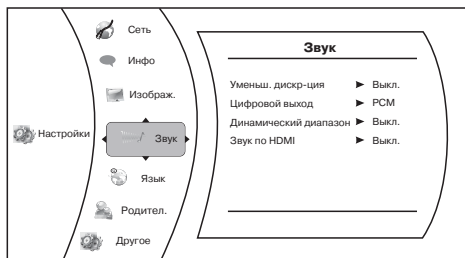 Настройки
Сеть
Инфо
Изображ.
Звук
Язык
Родител.
Другое
Звук
Уменьш. дискр-ция ► Выкл.
Цифровой выход ► PCM
Динамический диапазон ► Выкл.
Звук по HDMI ► Выкл.